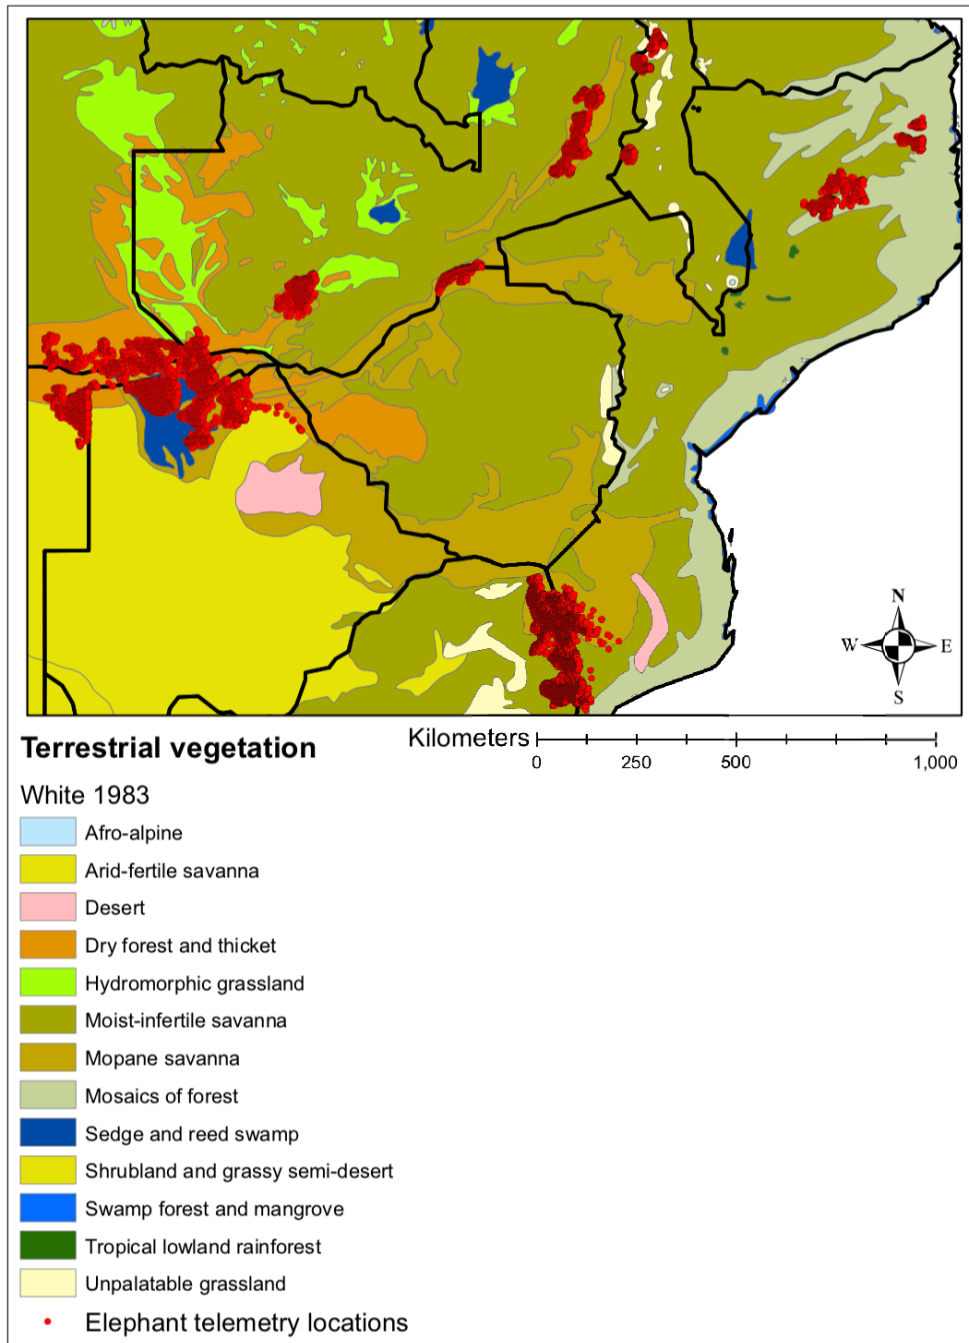 N
W E
S
Terrestrial vegetation
Kilometers
0 250 500 1,000
White 1983
Afro-alpine
Arid-fertile savanna
Desert
Dry forest and thicket
Hydromorphic grassland
Moist-infertile savanna
Mopane savanna
Mosaics of forest
Sedge and reed swamp
Shrubland and grassy semi-desert
Swamp forest and mangrove
Tropical lowland rainforest
Unpalatable grassland
Elephant telemetry locations